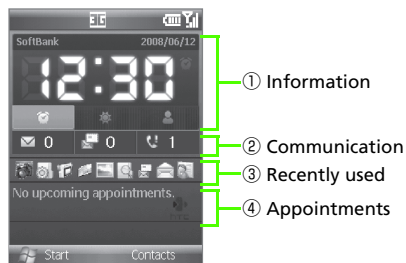 SoftBank 2008/06/12
12:30
① Information
0 0 1
② Communication
③ Recently used
No upcoming appointments.
④ Appointments
Start Contacts